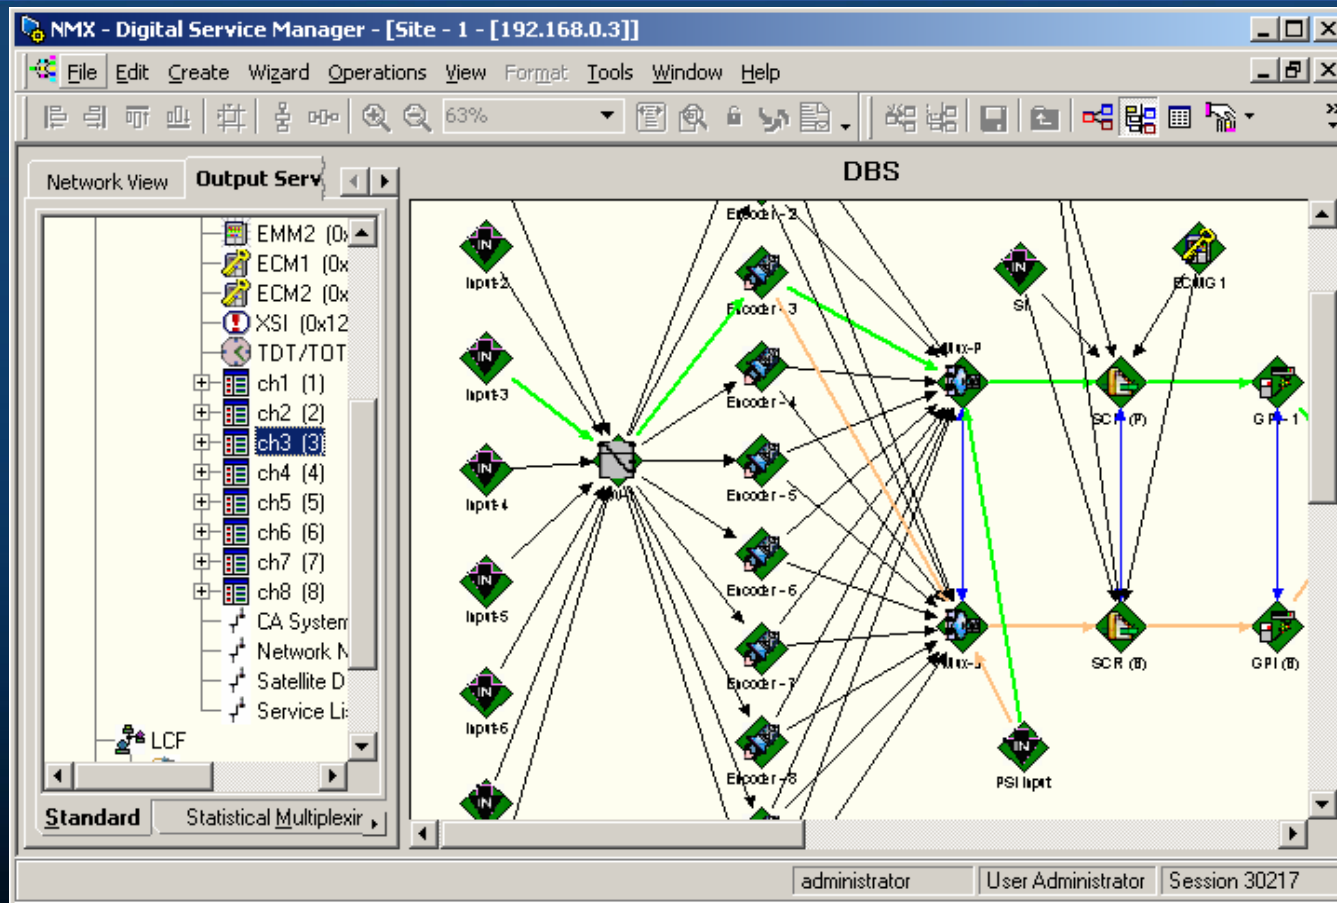 NMX - Digital Service Manager - [Site - 1 - [192.168.0.3]]
File Edit Create Wizard Operations View Format Tools Window Help
63%
Network View Output Serv
DBS
EMM2 (0x
ECM1 (0x
ECM2 (0x
XSI (0x12
TDT/TOT
ch1 (1)
ch2 (2)
ch3 (3)
ch4 (4)
ch5 (5)
ch6 (6)
ch7 (7)
ch8 (8)
CA System
Network N
Satellite D
Service Li
LCF
Standard Statistical Multiplexir
Encoder - 2
Input-2
SI
ECMG 1
Encoder - 3
Mux-P
Input-3
Encoder - 4
SCR (P)
GPI - 1
Input-4
Encoder - 5
Input-5
Encoder - 6
Encoder - 7
SCR (B)
GPI (B)
Input-6
Encoder - 8
PSI Input
administrator User Administrator Session 30217